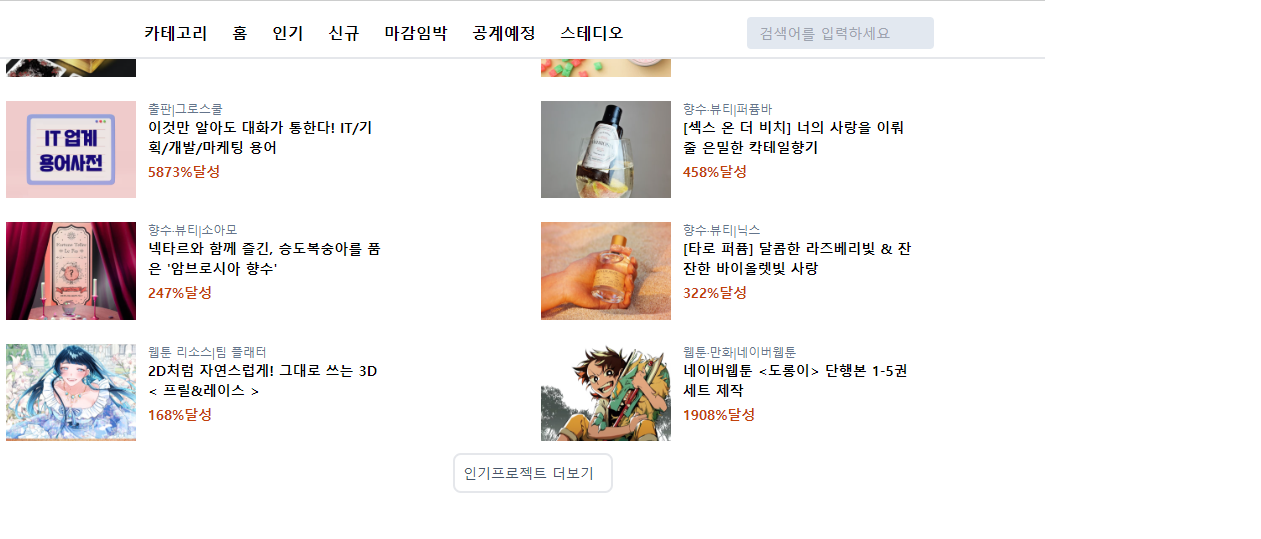 카테고리 홈 인기 신규 마감임박 공계예정 스테디오 검색어를 입력하세요
출판|그로스쿨
이것만 알아도 대화가 통한다! IT/기
획/개발/마케팅 용어
5873%달성
IT 업계
용어사전
향수·뷰티|퍼퓸바
[섹스 온 더 비치] 너의 사랑을 이뤄
줄 은밀한 칵테일향기
458%달성
향수·뷰티|소아모
넥타르와 함께 즐긴, 승도복숭아를 품
은 '암브로시아 향수'
247%달성
향수·뷰티|닉스
[타로 퍼퓸] 달콤한 라즈베리빛 & 잔
잔한 바이올렛빛 사랑
322%달성
웹툰 리소스|팀 플래터
2D처럼 자연스럽게! 그대로 쓰는 3D
< 프릴&레이스 >
168%달성
웹툰·만화|네이버웹툰
네이버웹툰 <도롱이> 단행본 1-5권
세트 제작
1908%달성
인기프로젝트 더보기